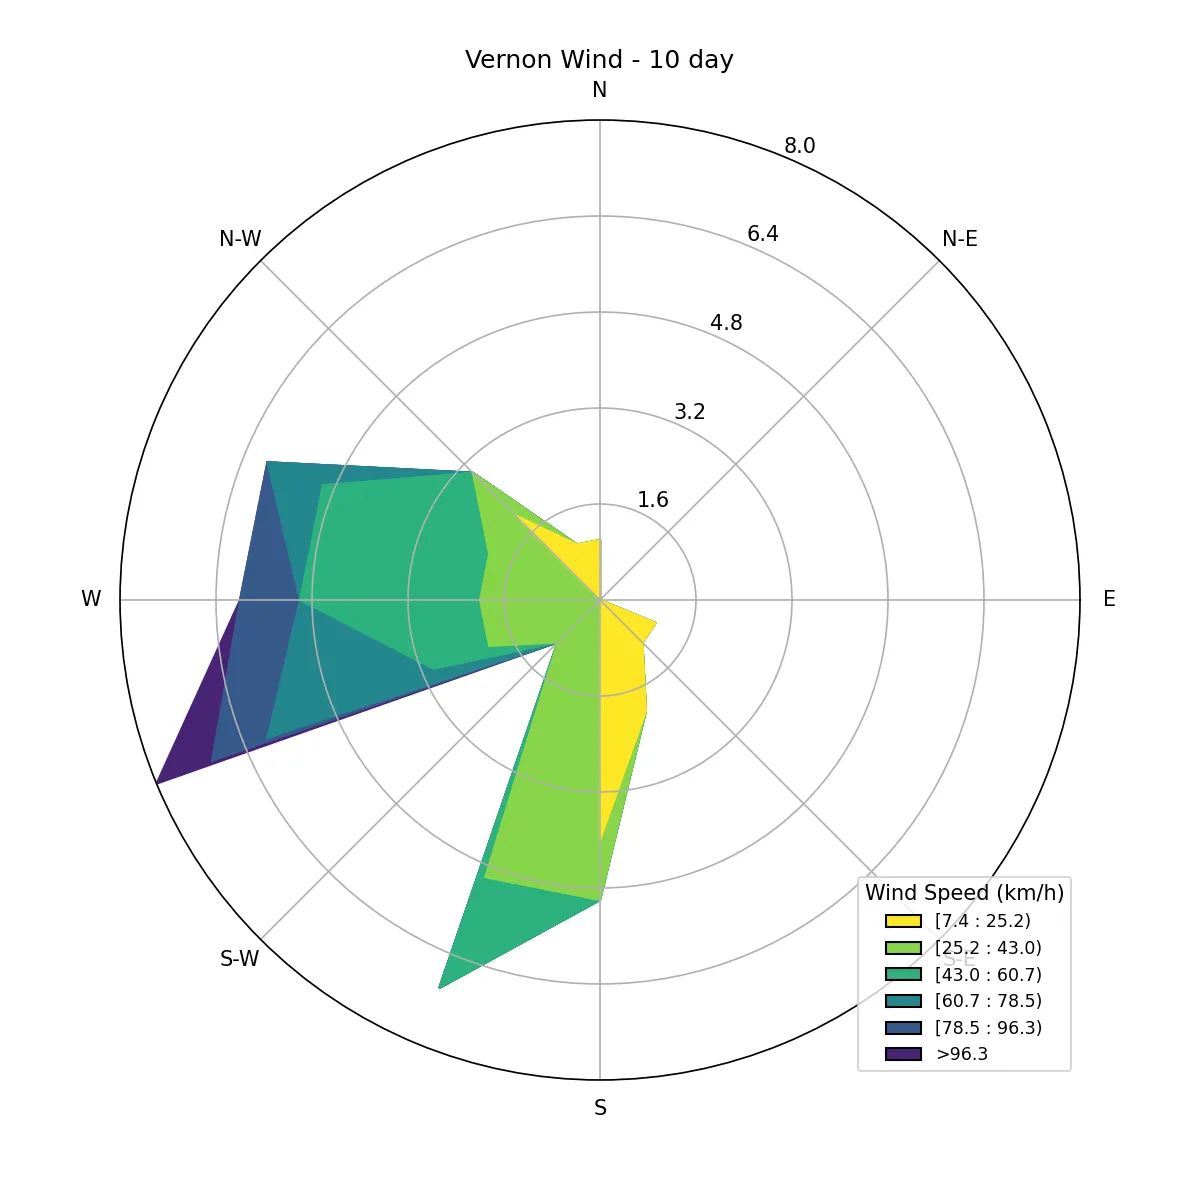 Vernon Wind - 10 day
N
8.0
N-W
6.4
N-E
4.8
3.2
1.6
W
E
S-W
S-E
S
Wind Speed (km/h)
[7.4 : 25.2)
[25.2 : 43.0)
[43.0 : 60.7)
[60.7 : 78.5)
[78.5 : 96.3)
>96.3